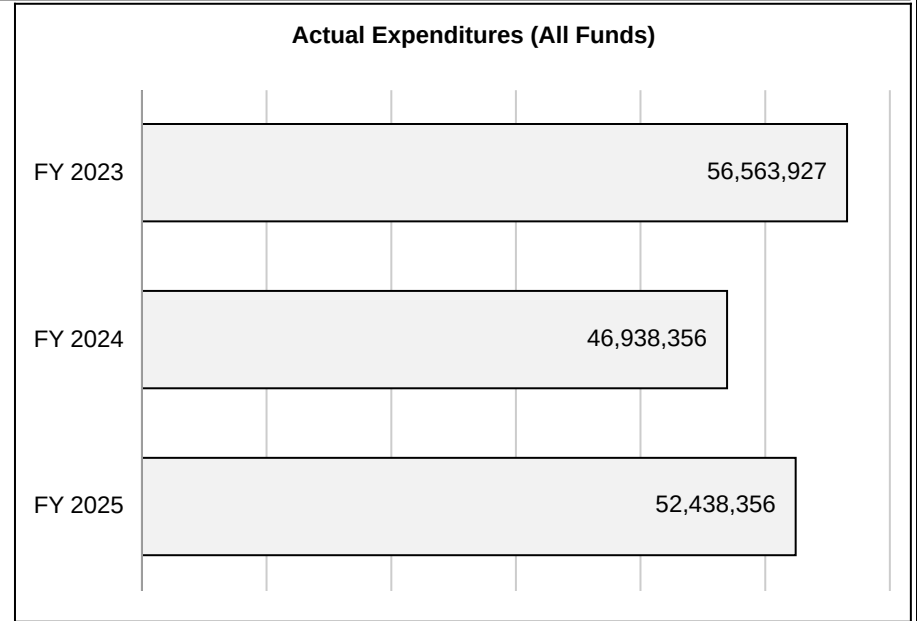 Actual Expenditures (All Funds)
FY 2023
56,563,927
FY 2024
46,938,356
FY 2025
52,438,356